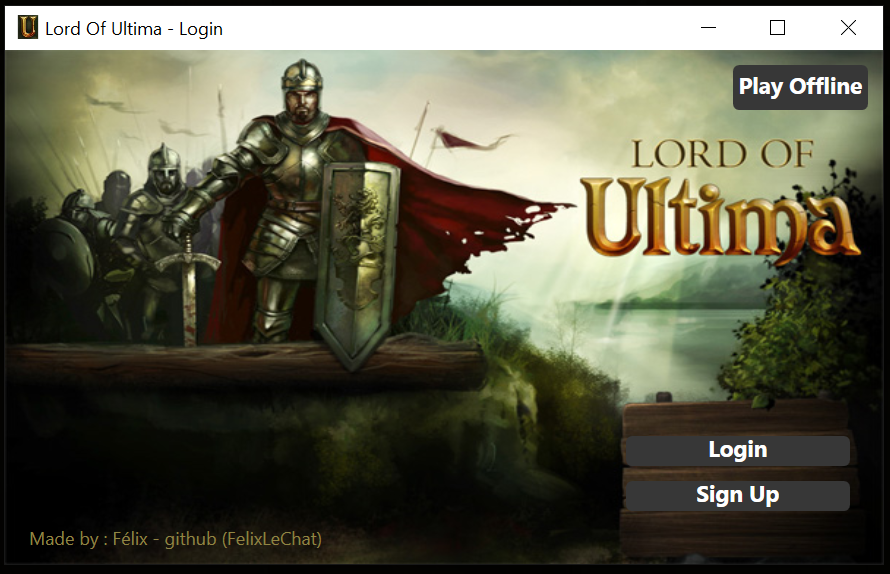 Lord Of Ultima - Login
Play Offline
LORD OF
Ultima
Login
Sign Up
Made by : Félix - github (FelixLeChat)